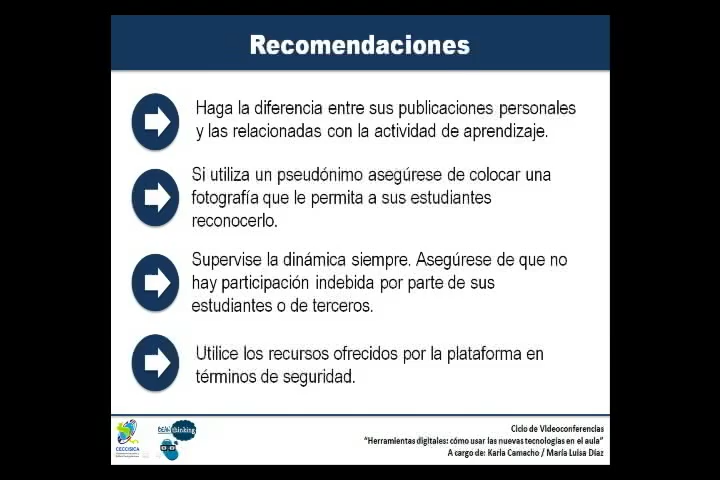 Recomendaciones
Haga la diferencia entre sus publicaciones personales
y las relacionadas con la actividad de aprendizaje.
Si utiliza un pseudónimo asegúrese de colocar una
fotografía que le permita a sus estudiantes
reconocerlo.
Supervise la dinámica siempre. Asegúrese de que no
hay participación indebida por parte de sus
estudiantes o de terceros.
Utilice los recursos ofrecidos por la plataforma en
términos de seguridad.
CECCISICA
thinking
Ciclo de Videoconferencias
"Herramientas digitales: cómo usar las nuevas tecnologías en el aula"
A cargo de: Karla Camacho / María Luisa Díaz